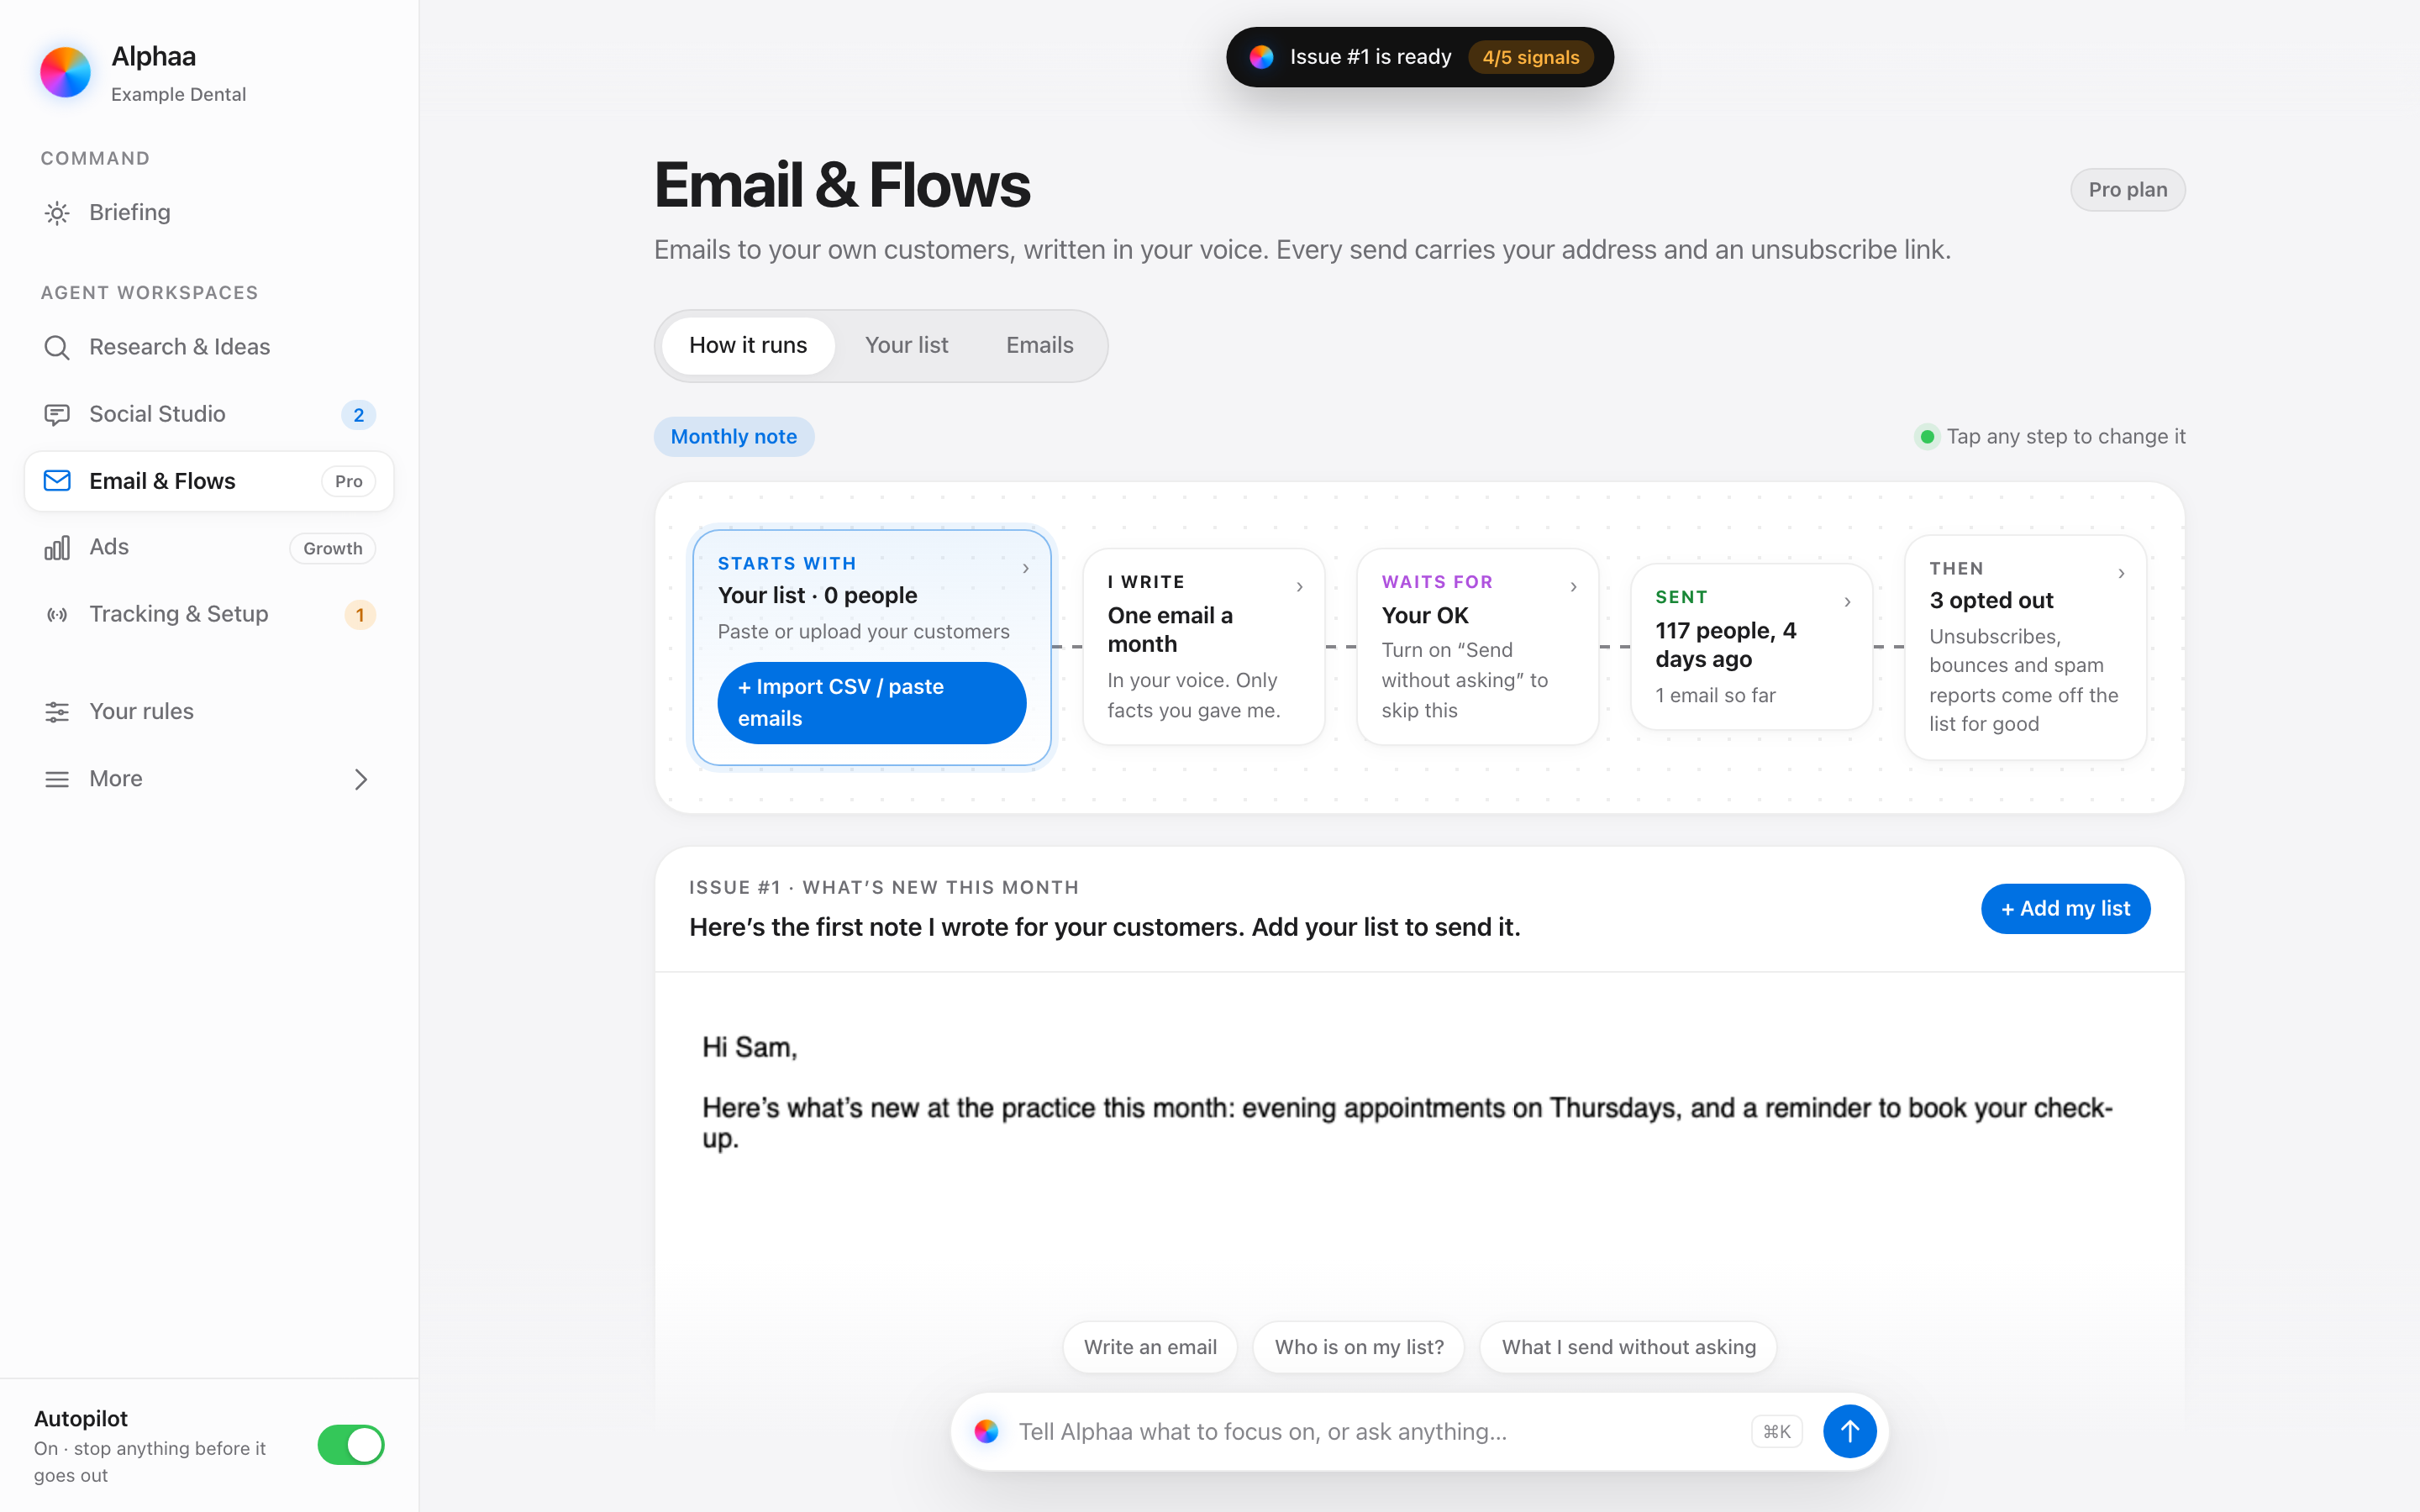 Alphaa
Example Dental
COMMAND
Briefing
AGENT WORKSPACES
Research & Ideas
Social Studio
2
Email & Flows
Pro
Ads
Growth
Tracking & Setup
1
Your rules
More
Autopilot
On · stop anything before it
goes out
Issue #1 is ready
4/5 signals
Email & Flows
Pro plan
Emails to your own customers, written in your voice. Every send carries your address and an unsubscribe link.
How it runs
Your list
Emails
Monthly note
Tap any step to change it
STARTS WITH
Your list · 0 people
Paste or upload your customers
+ Import CSV / paste
emails
I WRITE
One email a
month
In your voice. Only
facts you gave me.
WAITS FOR
Your OK
Turn on “Send
without asking” to
skip this
SENT
117 people, 4
days ago
1 email so far
THEN
3 opted out
Unsubscribes,
bounces and spam
reports come off the
list for good
ISSUE #1 · WHAT’S NEW THIS MONTH
Here’s the first note I wrote for your customers. Add your list to send it.
+ Add my list
Hi Sam,
Here’s what’s new at the practice this month: evening appointments on Thursdays, and a reminder to book your check-
up.
Write an email
Who is on my list?
What I send without asking
Tell Alphaa what to focus on, or ask anything...
⌘K